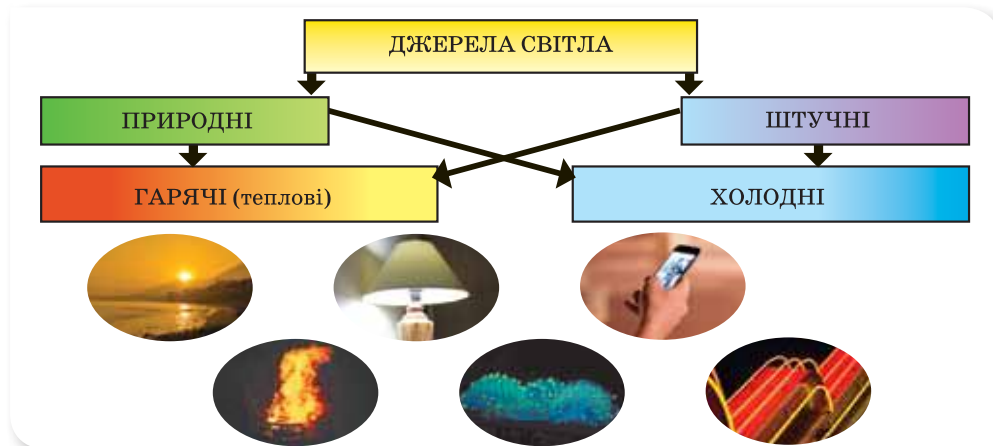 ДЖЕРЕЛА СВІТЛА
ПРИРОДНІ
ШТУЧНІ
ГАРЯЧІ (теплові)
ХОЛОДНІ